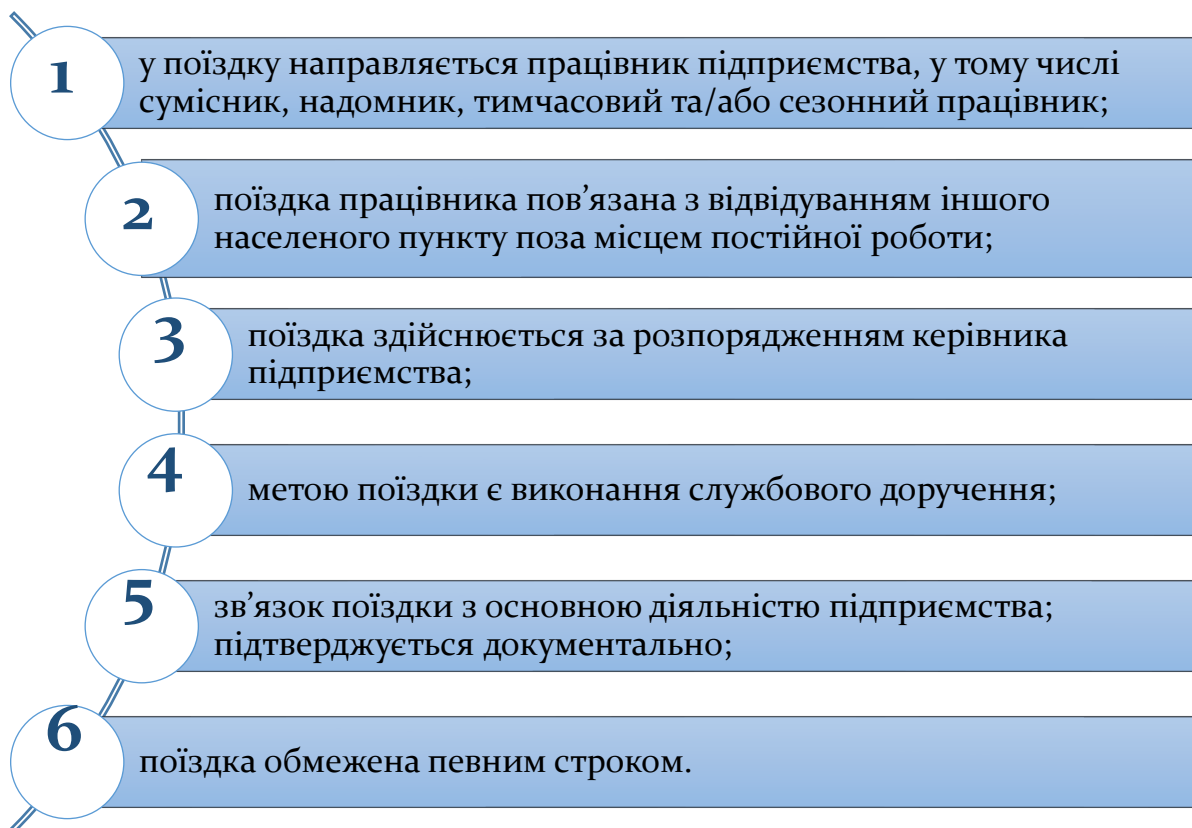 1
у поїздку направляється працівник підприємства, у тому числі
сумісник, надомник, тимчасовий та/або сезонний працівник;
2
поїздка працівника пов’язана з відвідуванням іншого
населеного пункту поза місцем постійної роботи;
3
поїздка здійснюється за розпорядженням керівника
підприємства;
4
метою поїздки є виконання службового доручення;
5
зв’язок поїздки з основною діяльністю підприємства;
підтверджується документально;
6
поїздка обмежена певним строком.